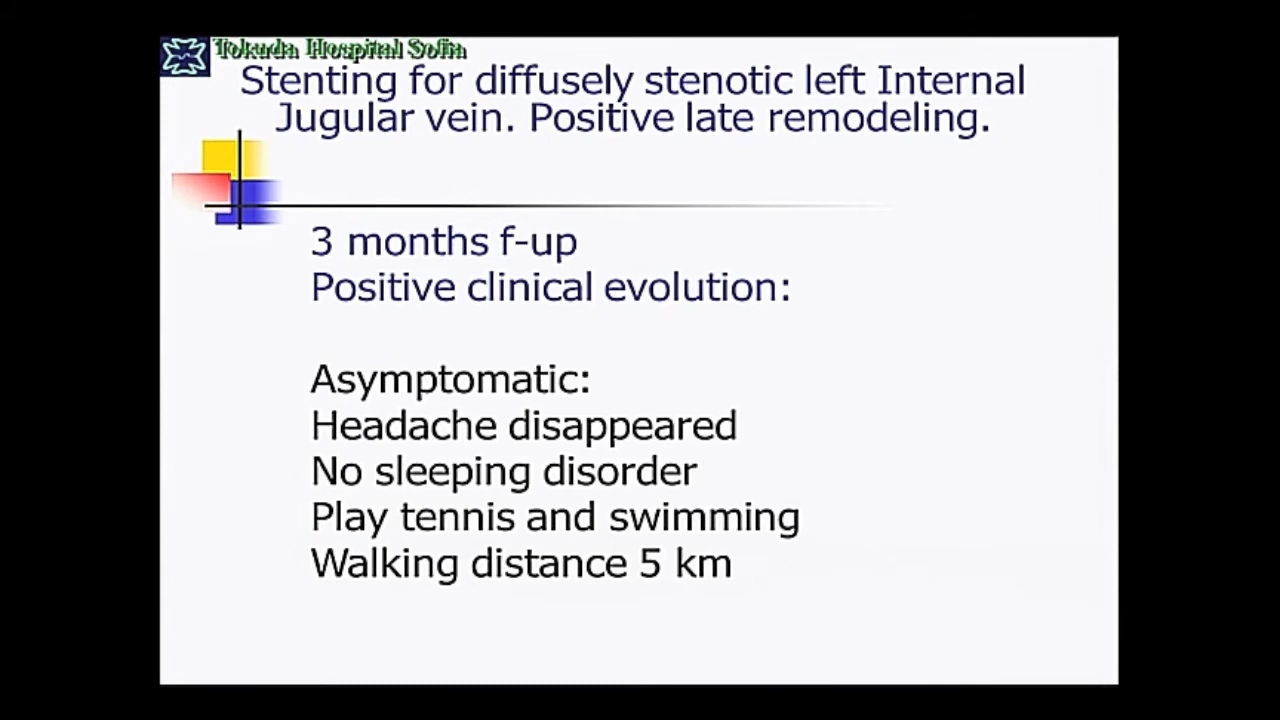 Tokuda Hospital Sofia
Stenting for diffusely stenotic left Internal
Jugular vein. Positive late remodeling.
3 months f-up
Positive clinical evolution:
Asymptomatic:
Headache disappeared
No sleeping disorder
Play tennis and swimming
Walking distance 5 km